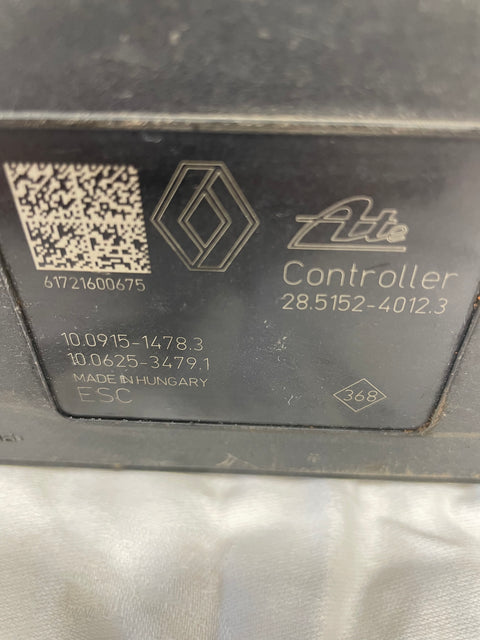 Ate
61721600675
Controller
28.5152-4012.3
10.0915-1478.3
10.0625-3479.1
MADE IN HUNGARY
ESC
368